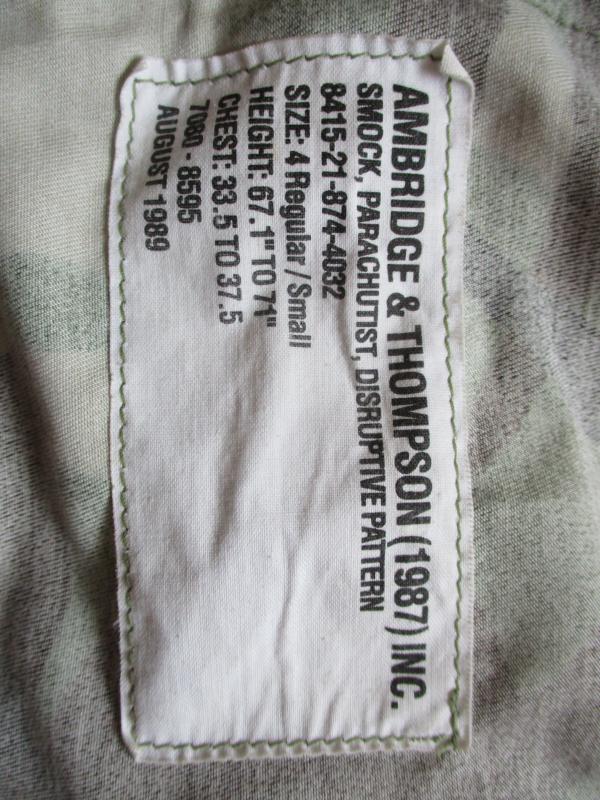 AMBRIDGE & THOMPSON (1987) INC.
SMOCK, PARACHUTIST, DISRUPTIVE PATTERN
8415-21-874-4032
SIZE: 4 Regular / Small
HEIGHT: 67.1" TO 71"
CHEST: 33.5 TO 37.5
7080 - 8595
AUGUST 1989